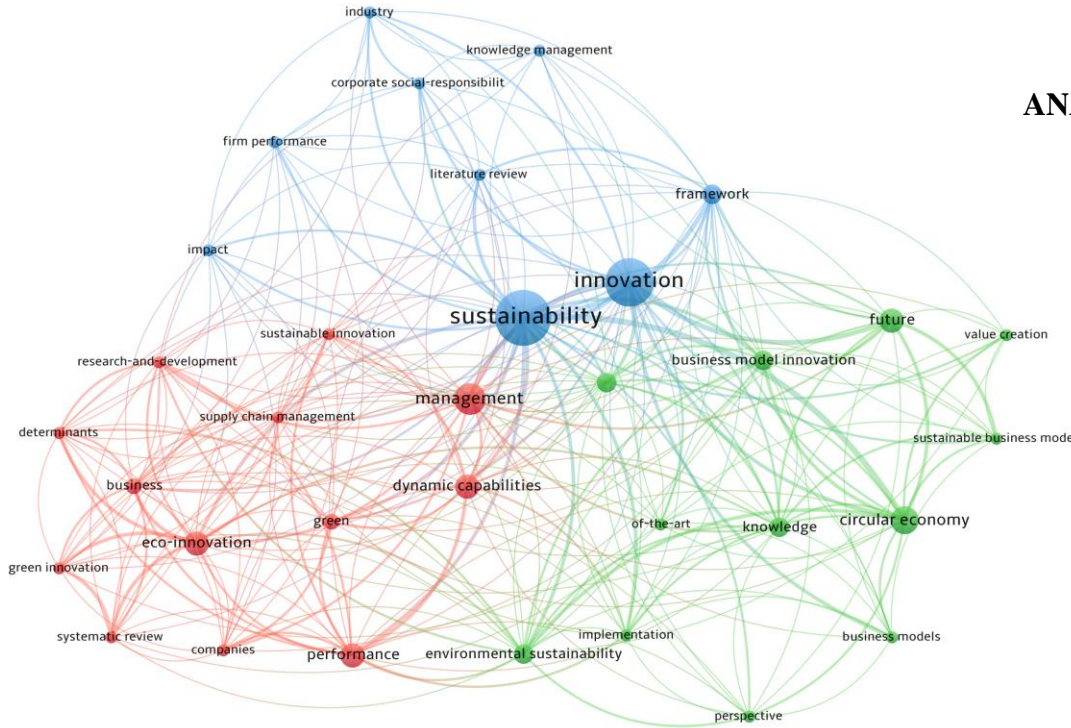 industry
knowledge management
corporate social-responsibilit
ANA
firm performance
literature review
framework
impact
innovation
sustainability
future
sustainable innovation
value creation
research-and-development
business model innovation
management
supply chain management
determinants
sustainable business mode
business
dynamic capabilities
green
of-the-art
knowledge
circular economy
eco-innovation
green innovation
systematic review
implementation
business models
companies
performance
environmental sustainability
perspective